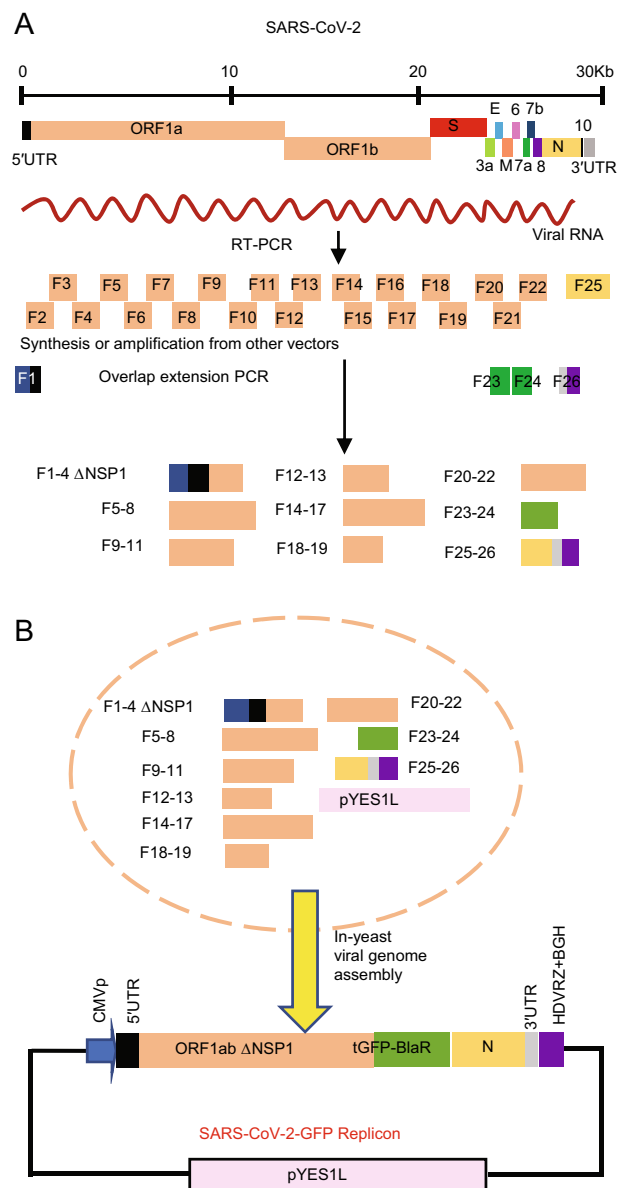 A
SARS-CoV-2
0 10 20 30Kb
E 6 7b
ORF1a S 10
ORF1b N
5′UTR 3a M 7a 8 3′UTR
RT-PCR Viral RNA
F3 F5 F7 F9 F11 F13 F14 F16 F18 F20 F22 F25
F2 F4 F6 F8 F10 F12 F15 F17 F19 F21
Synthesis or amplification from other vectors
F1 Overlap extension PCR F23 F24 F26
F1-4 ΔNSP1 F12-13 F20-22
F5-8 F14-17 F23-24
F9-11 F18-19 F25-26
B
F1-4 ΔNSP1 F20-22
F5-8 F23-24
F9-11 F25-26
F12-13 pYES1L
F14-17
F18-19
In-yeast
viral genome
assembly
CMVp 5′UTR 3′UTR HDVRZ+BGH
ORF1ab ΔNSP1 tGFP-BlaR N
SARS-CoV-2-GFP Replicon
pYES1L